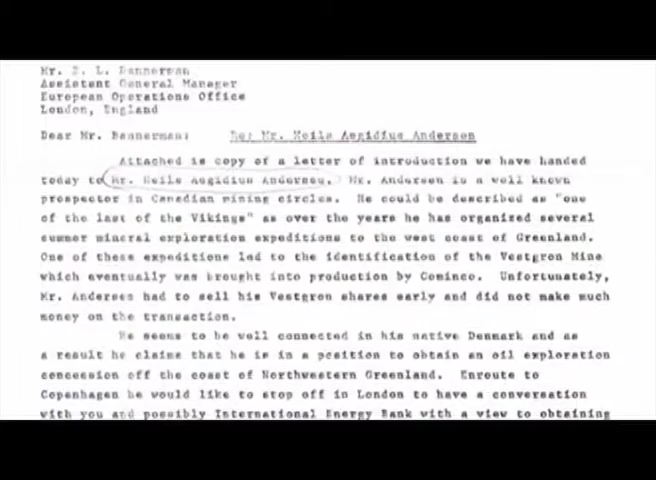 Mr. E. L. Bannerman
Assistant General Manager
European Operations Office
London, England
Dear Mr. Bannerman: Re: Mr. Neils Aegidius Andersen
Attached is copy of a letter of introduction we have handed
today to Mr. Neils Aegidius Andersen. Mr. Andersen is a well known
prospector in Canadian mining circles. He could be described as "one
of the last of the Vikings" as over the years he has organized several
summer mineral exploration expeditions to the west coast of Greenland.
One of these expeditions led to the identification of the Vestgron Mine
which eventually was brought into production by Cominco. Unfortunately,
Mr. Andersen had to sell his Vestgron shares early and did not make much
money on the transaction.
He seems to be well connected in his native Denmark and as
a result he claims that he is in a position to obtain an oil exploration
concession off the coast of Northwestern Greenland. Enroute to
Copenhagen he would like to stop off in London to have a conversation
with you and possibly International Energy Bank with a view to obtaining